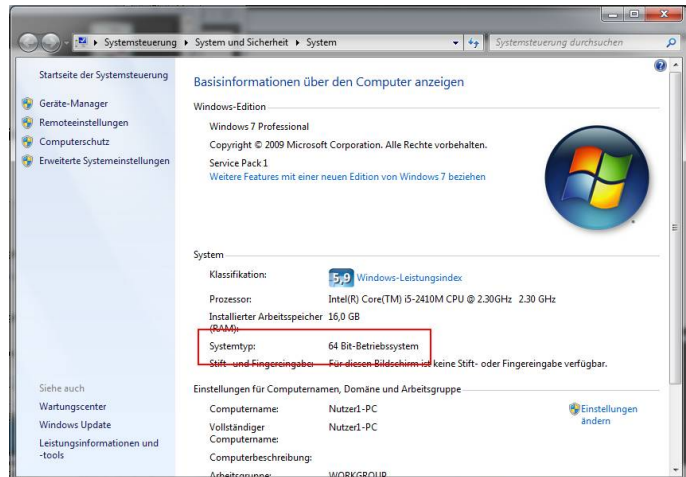 Systemsteuerung ▸ System und Sicherheit ▸ System
Systemsteuerung durchsuchen
Startseite der Systemsteuerung
Geräte-Manager
Remoteeinstellungen
Computerschutz
Erweiterte Systemeinstellungen
Siehe auch
Wartungscenter
Windows Update
Leistungsinformationen und
-tools
Basisinformationen über den Computer anzeigen
Windows-Edition
Windows 7 Professional
Copyright © 2009 Microsoft Corporation. Alle Rechte vorbehalten.
Service Pack 1
Weitere Features mit einer neuen Edition von Windows 7 beziehen
System
Klassifikation: 5,9 Windows-Leistungsindex
Prozessor: Intel(R) Core(TM) i5-2410M CPU @ 2.30GHz 2.30 GHz
Installierter Arbeitsspeicher 16,0 GB
(RAM):
Systemtyp: 64 Bit-Betriebssystem
Stift- und Fingereingabe: Für diesen Bildschirm ist keine Stift- oder Fingereingabe verfügbar.
Einstellungen für Computernamen, Domäne und Arbeitsgruppe
Computername: Nutzer1-PC
Einstellungen
ändern
Vollständiger Nutzer1-PC
Computername:
Computerbeschreibung:
Arbeitsgruppe: WORKGROUP